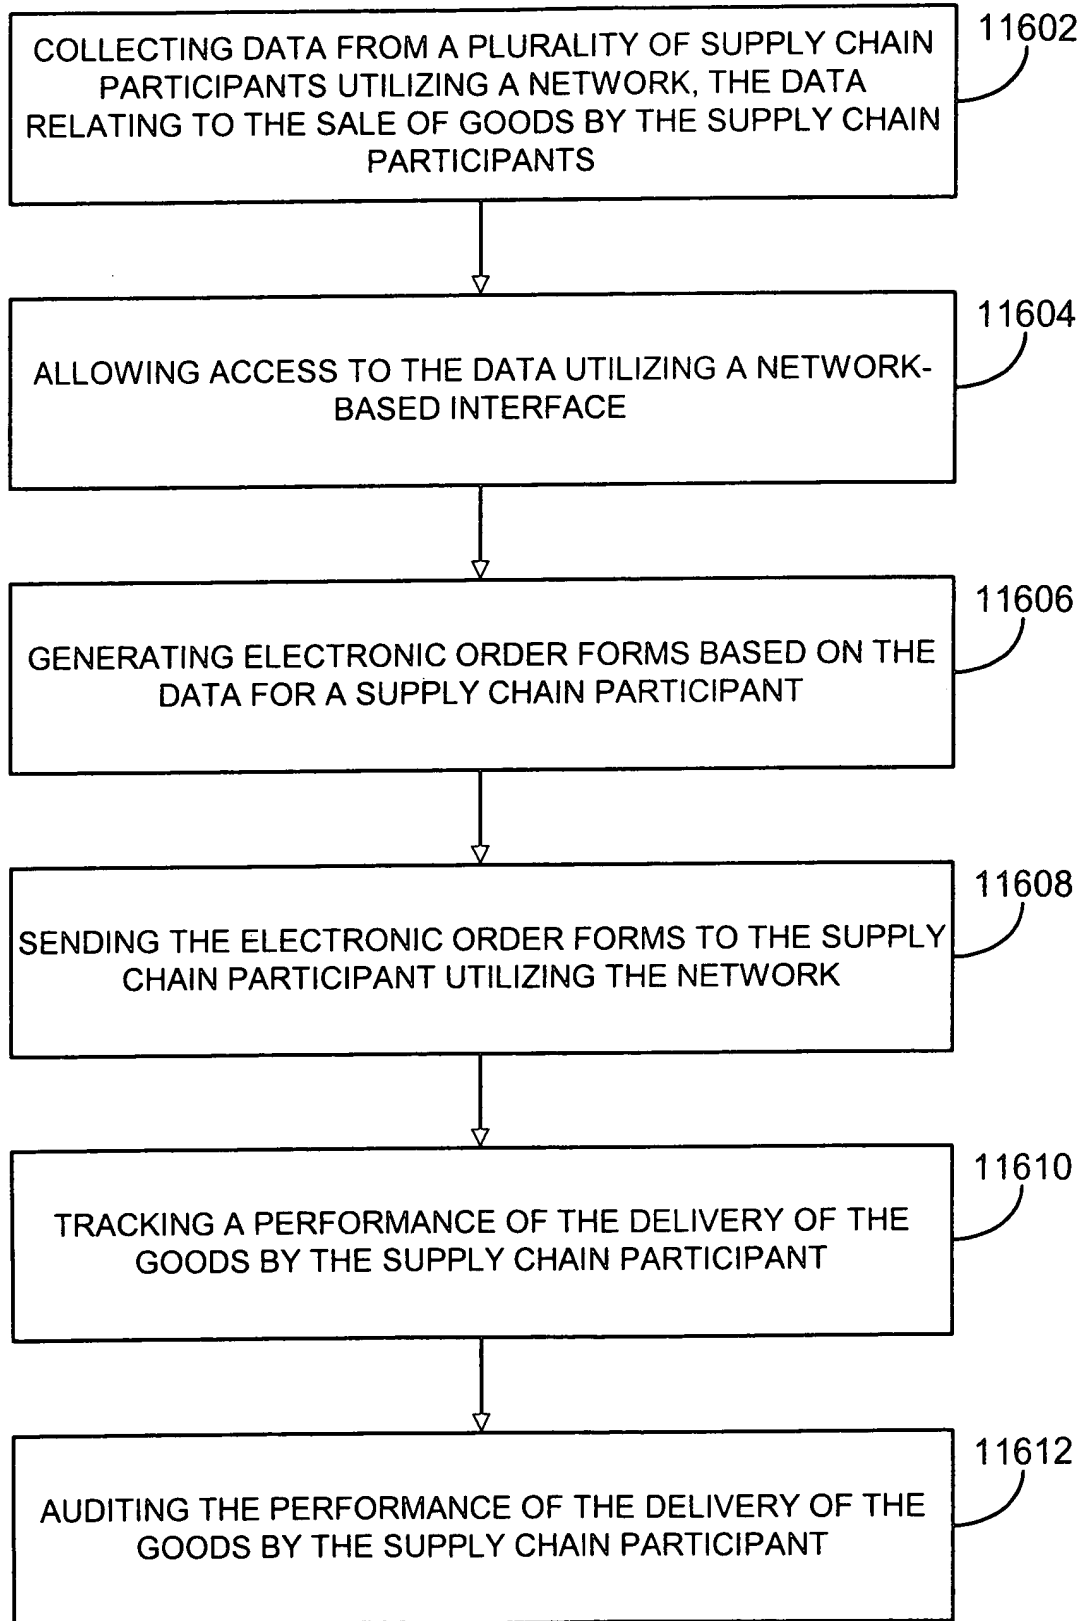 11602
COLLECTING DATA FROM A PLURALITY OF SUPPLY CHAIN
PARTICIPANTS UTILIZING A NETWORK, THE DATA
RELATING TO THE SALE OF GOODS BY THE SUPPLY CHAIN
PARTICIPANTS
11604
ALLOWING ACCESS TO THE DATA UTILIZING A NETWORK-
BASED INTERFACE
11606
GENERATING ELECTRONIC ORDER FORMS BASED ON THE
DATA FOR A SUPPLY CHAIN PARTICIPANT
11608
SENDING THE ELECTRONIC ORDER FORMS TO THE SUPPLY
CHAIN PARTICIPANT UTILIZING THE NETWORK
11610
TRACKING A PERFORMANCE OF THE DELIVERY OF THE
GOODS BY THE SUPPLY CHAIN PARTICIPANT
11612
AUDITING THE PERFORMANCE OF THE DELIVERY OF THE
GOODS BY THE SUPPLY CHAIN PARTICIPANT